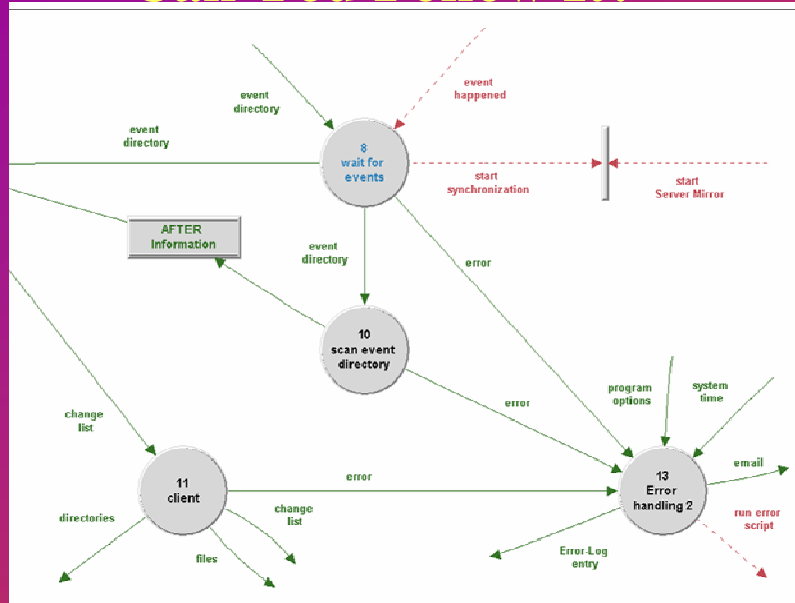 event
happened
event
directory
event
directory
8
wait for
events
start
synchronization
start
Server Mirror
AFTER
Information
event
directory
error
10
scan event
directory
program
options
system
time
error
change
list
11
client
error
13
Error
handling 2
email
directories
change
list
files
Error-Log
entry
run error
script